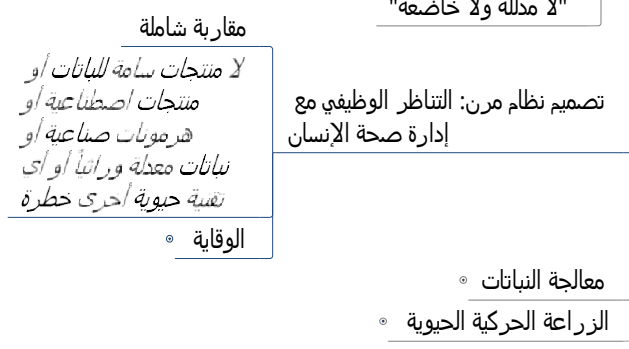 "لا مدللة ولا خاضعة"
مقاربة شاملة
لا منتجات سامة للنباتات أو
منتجات اصطناعية أو
هرمونات صناعية أو
نباتات معدلة وراثياً أو أي
تقنية حيوية أخرى خطرة
الوقاية
تصميم نظام مرن: التناظر الوظيفي مع
إدارة صحة الإنسان
معالجة النباتات
الزراعة الحركية الحيوية